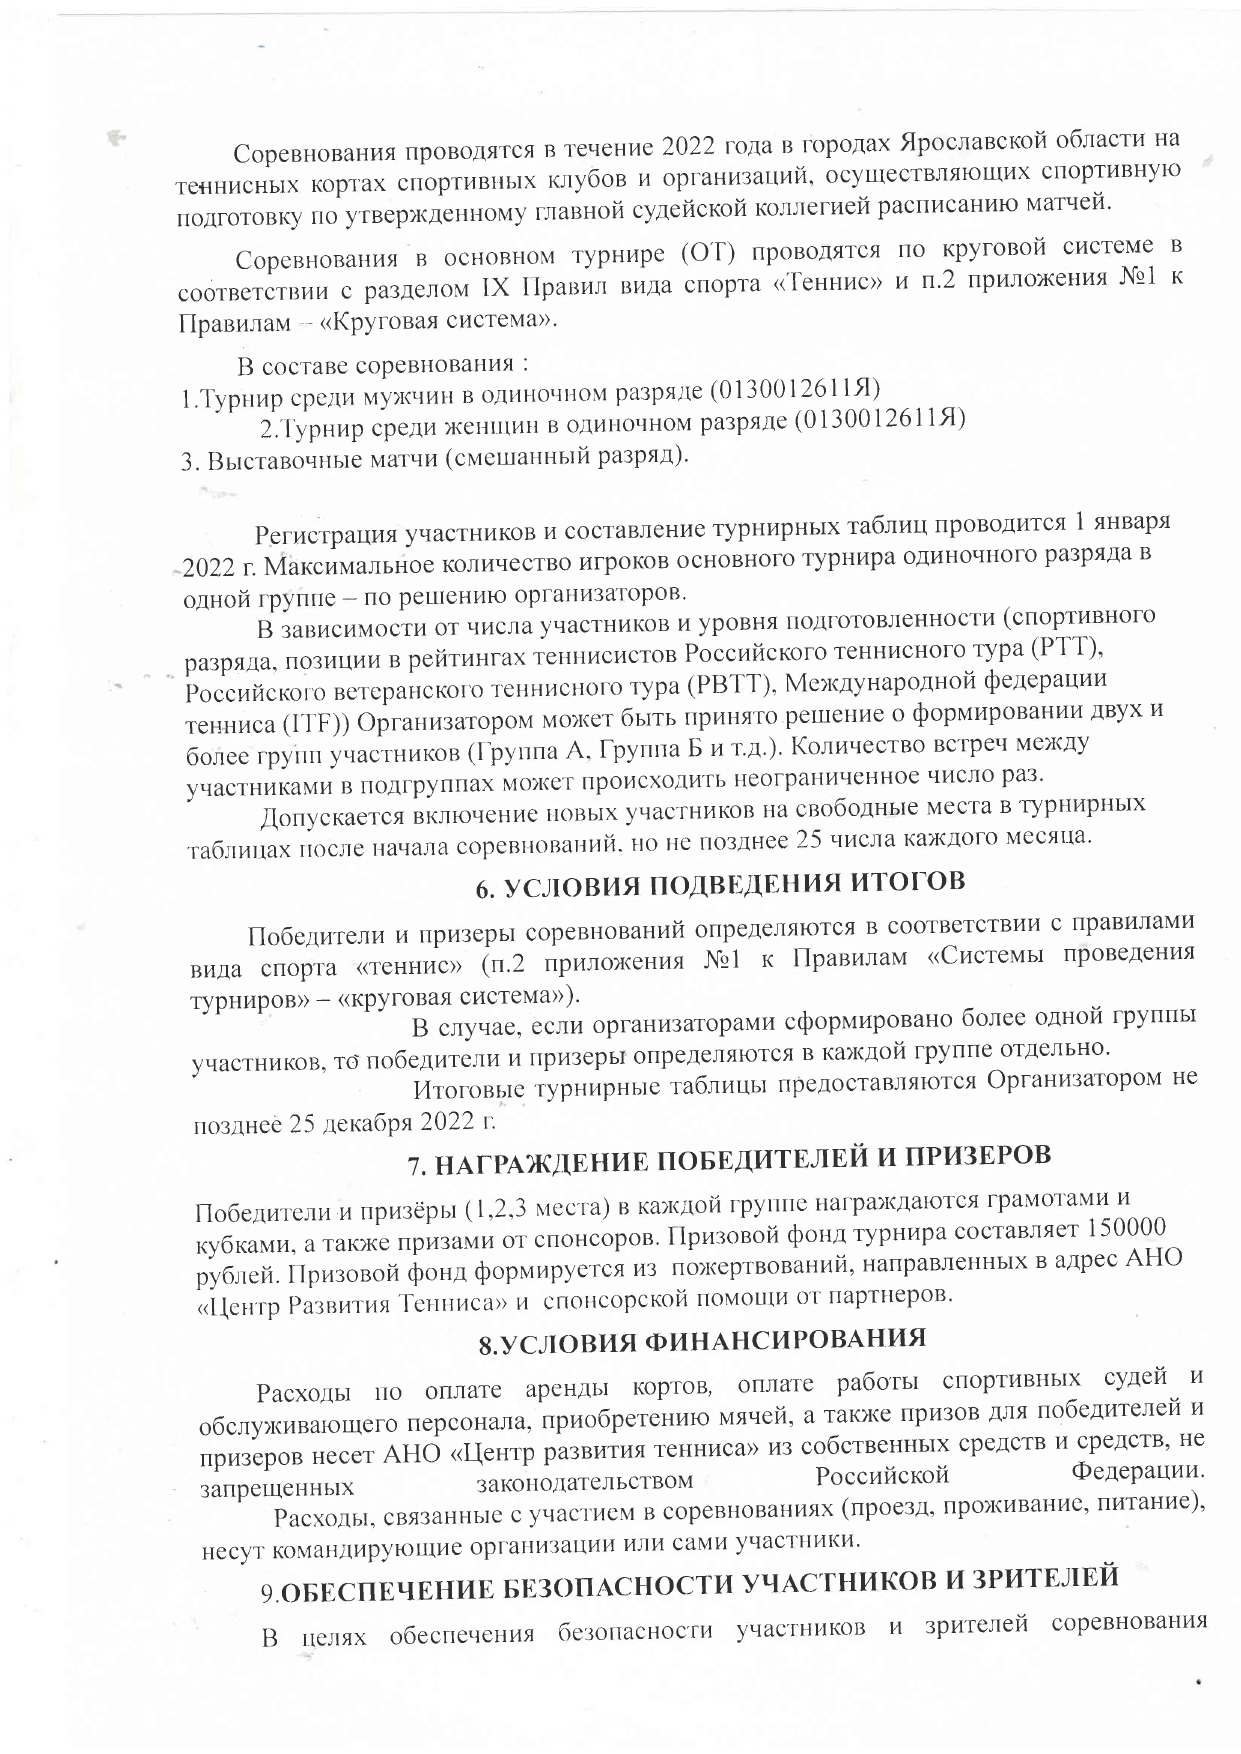 Соревнования проводятся в течение 2022 года в городах Ярославской области на
теннисных кортах спортивных клубов и организаций, осуществляющих спортивную
подготовку по утвержденному главной судейской коллегией расписанию матчей.
Соревнования в основном турнире (ОТ) проводятся по круговой системе в
соответствии с разделом IX Правил вида спорта «Теннис» и п.2 приложения №1 к
Правилам – «Круговая система».
В составе соревнования :
1.Турнир среди мужчин в одиночном разряде (0130012611Я)
2.Турнир среди женщин в одиночном разряде (0130012611Я)
3. Выставочные матчи (смешанный разряд).
Регистрация участников и составление турнирных таблиц проводится 1 января
2022 г. Максимальное количество игроков основного турнира одиночного разряда в
одной группе – по решению организаторов.
В зависимости от числа участников и уровня подготовленности (спортивного
разряда, позиции в рейтингах теннисистов Российского теннисного тура (РТТ),
Российского ветеранского теннисного тура (РВТТ), Международной федерации
тенниса (ITF)) Организатором может быть принято решение о формировании двух и
более групп участников (Группа А, Группа Б и т.д.). Количество встреч между
участниками в подгруппах может происходить неограниченное число раз.
Допускается включение новых участников на свободные места в турнирных
таблицах после начала соревнований, но не позднее 25 числа каждого месяца.
6. УСЛОВИЯ ПОДВЕДЕНИЯ ИТОГОВ
Победители и призеры соревнований определяются в соответствии с правилами
вида спорта «теннис» (п.2 приложения №1 к Правилам «Системы проведения
турниров» – «круговая система»).
В случае, если организаторами сформировано более одной группы
участников, то победители и призеры определяются в каждой группе отдельно.
Итоговые турнирные таблицы предоставляются Организатором не
позднее 25 декабря 2022 г.
7. НАГРАЖДЕНИЕ ПОБЕДИТЕЛЕЙ И ПРИЗЕРОВ
Победители и призёры (1,2,3 места) в каждой группе награждаются грамотами и
кубками, а также призами от спонсоров. Призовой фонд турнира составляет 150000
рублей. Призовой фонд формируется из пожертвований, направленных в адрес АНО
«Центр Развития Тенниса» и спонсорской помощи от партнеров.
8.УСЛОВИЯ ФИНАНСИРОВАНИЯ
Расходы по оплате аренды кортов, оплате работы спортивных судей и
обслуживающего персонала, приобретению мячей, а также призов для победителей и
призеров несет АНО «Центр развития тенниса» из собственных средств и средств, не
запрещенных законодательством Российской Федерации.
Расходы, связанные с участием в соревнованиях (проезд, проживание, питание),
несут командирующие организации или сами участники.
9.ОБЕСПЕЧЕНИЕ БЕЗОПАСНОСТИ УЧАСТНИКОВ И ЗРИТЕЛЕЙ
В целях обеспечения безопасности участников и зрителей соревнования